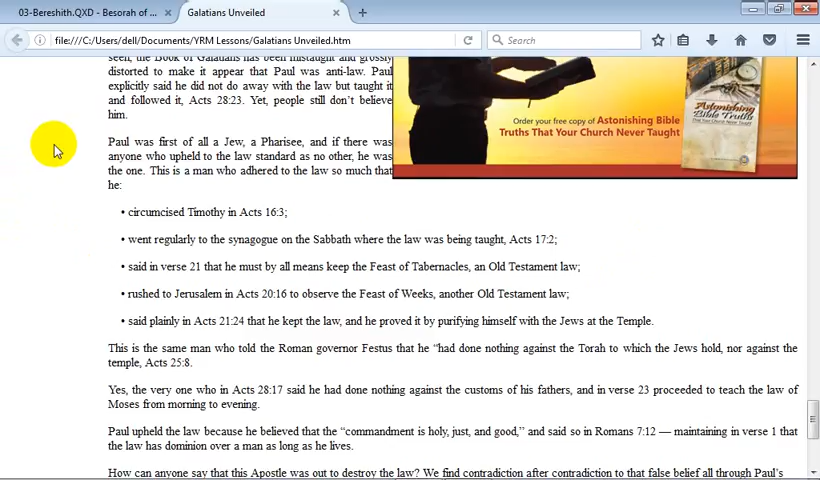 03-Bereshith.QXD - Besorah of ...
Galatians Unveiled
file:///C:/Users/dell/Documents/YRM Lessons/Galatians Unveiled.htm
Search
seen, the Book of Galatians has been mistaught and grossly
distorted to make it appear that Paul was anti-law. Paul
explicitly said he did not do away with the law but taught it
and followed it, Acts 28:23. Yet, people still don't believe
him.
Order your free copy of Astonishing Bible
Truths That Your Church Never Taught
Astonishing
Bible Truths
Paul was first of all a Jew, a Pharisee, and if there was
anyone who upheld to the law standard as no other, he was
the one. This is a man who adhered to the law so much that
he:
• circumcised Timothy in Acts 16:3;
• went regularly to the synagogue on the Sabbath where the law was being taught, Acts 17:2;
• said in verse 21 that he must by all means keep the Feast of Tabernacles, an Old Testament law;
• rushed to Jerusalem in Acts 20:16 to observe the Feast of Weeks, another Old Testament law;
• said plainly in Acts 21:24 that he kept the law, and he proved it by purifying himself with the Jews at the Temple.
This is the same man who told the Roman governor Festus that he “had done nothing against the Torah to which the Jews hold, nor against the
temple, Acts 25:8.
Yes, the very one who in Acts 28:17 said he had done nothing against the customs of his fathers, and in verse 23 proceeded to teach the law of
Moses from morning to evening.
Paul upheld the law because he believed that the “commandment is holy, just, and good,” and said so in Romans 7:12 — maintaining in verse 1 that
the law has dominion over a man as long as he lives.
How can anyone say that this Apostle was out to destroy the law? We find contradiction after contradiction to that false belief all through Paul's